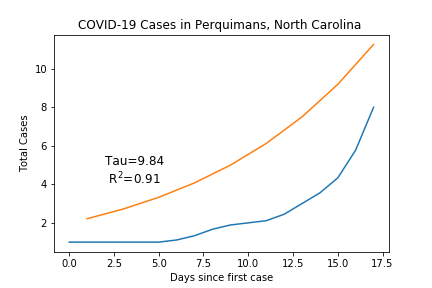 COVID-19 Cases in Perquimans, North Carolina
Total Cases
10
8
6
4
2
Tau=9.84
R²=0.91
0.0 2.5 5.0 7.5 10.0 12.5 15.0 17.5
Days since first case